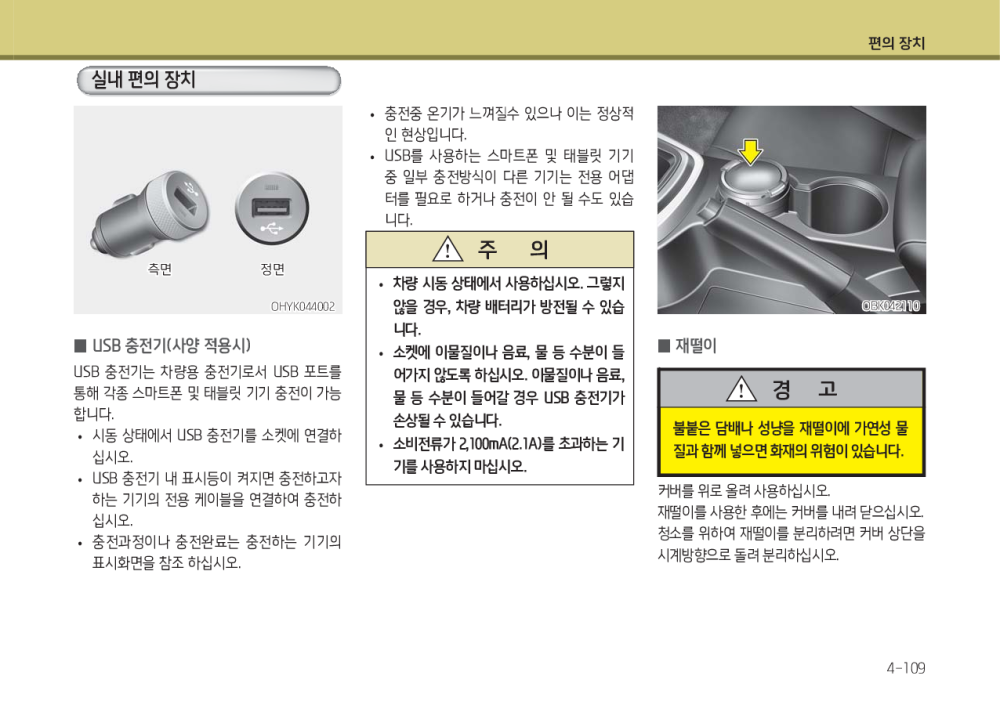 편의 장치
실내 편의 장치
측면
정면
OHYK044002
■ USB 충전기(사양 적용시)
USB 충전기는 차량용 충전기로서 USB 포트를
통해 각종 스마트폰 및 태블릿 기기 충전이 가능
합니다.
• 시동 상태에서 USB 충전기를 소켓에 연결하
십시오.
• USB 충전기 내 표시등이 켜지면 충전하고자
하는 기기의 전용 케이블을 연결하여 충전하
십시오.
• 충전과정이나 충전완료는 충전하는 기기의
표시화면을 참조 하십시오.
• 충전중 온기가 느껴질수 있으나 이는 정상적
인 현상입니다.
• USB를 사용하는 스마트폰 및 태블릿 기기
중 일부 충전방식이 다른 기기는 전용 어댑
터를 필요로 하거나 충전이 안 될 수도 있습
니다.
주 의
• 차량 시동 상태에서 사용하십시오. 그렇지
않을 경우, 차량 배터리가 방전될 수 있습
니다.
• 소켓에 이물질이나 음료, 물 등 수분이 들
어가지 않도록 하십시오. 이물질이나 음료,
물 등 수분이 들어갈 경우 USB 충전기가
손상될 수 있습니다.
• 소비전류가 2,100mA(2.1A)를 초과하는 기
기를 사용하지 마십시오.
OBK042110
■ 재떨이
경 고
불붙은 담배나 성냥을 재떨이에 가연성 물
질과 함께 넣으면 화재의 위험이 있습니다.
커버를 위로 올려 사용하십시오.
재떨이를 사용한 후에는 커버를 내려 닫으십시오.
청소를 위하여 재떨이를 분리하려면 커버 상단을
시계방향으로 돌려 분리하십시오.
4-109